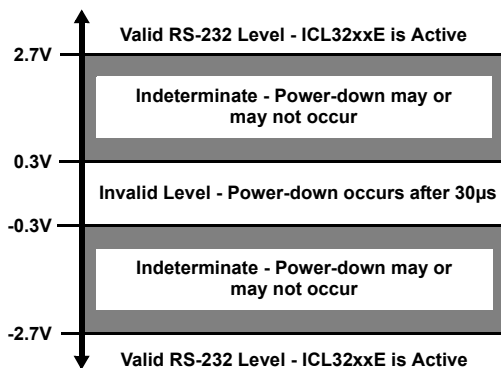 Valid RS-232 Level - ICL32xxE is Active
2.7V
Indeterminate - Power-down may or
may not occur
0.3V
Invalid Level - Power-down occurs after 30µs
-0.3V
Indeterminate - Power-down may or
may not occur
-2.7V
Valid RS-232 Level - ICL32xxE is Active